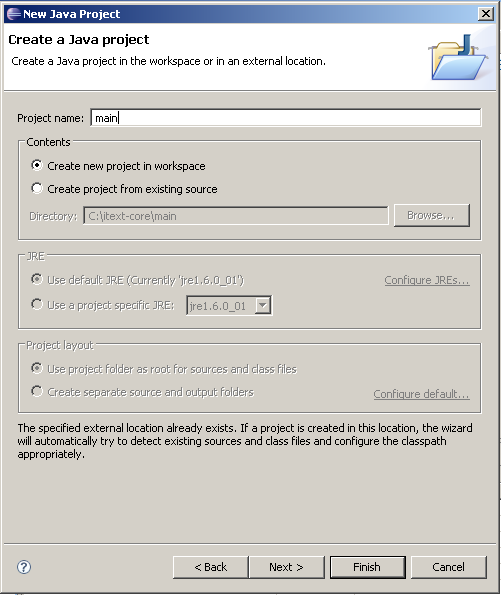 New Java Project
Create a Java project
Create a Java project in the workspace or in an external location.
Project name: main
Contents
Create new project in workspace
Create project from existing source
Directory: C:\itext-core\main Browse...
JRE
Use default JRE (Currently 'jre1.6.0_01') Configure JREs...
Use a project specific JRE: jre1.6.0_01
Project layout
Use project folder as root for sources and class files
Create separate source and output folders Configure default...
The specified external location already exists. If a project is created in this location, the wizard
will automatically try to detect existing sources and class files and configure the classpath
appropriately.
? < Back Next > Finish Cancel